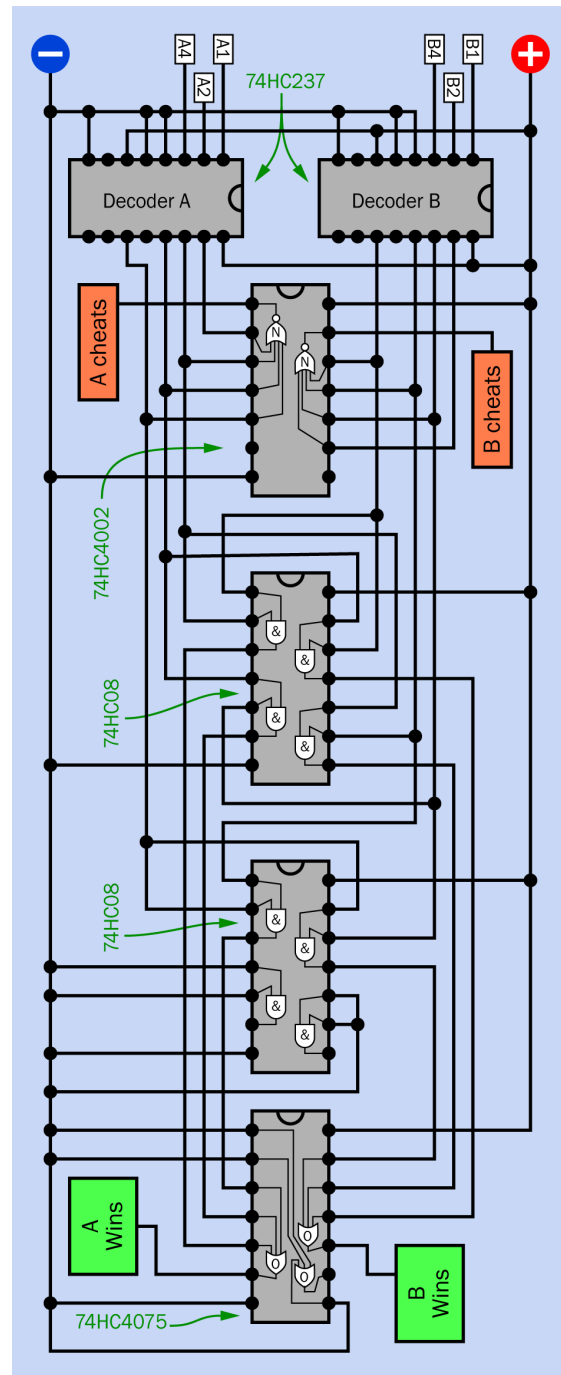 −
A4
A1
A2
74HC237
B4
B1
B2
+
Decoder A
Decoder B
A cheats
N
N
B cheats
74HC4002
&
&
&
&
74HC08
&
&
&
&
74HC08
A
Wins
O
O
O
B
Wins
74HC4075